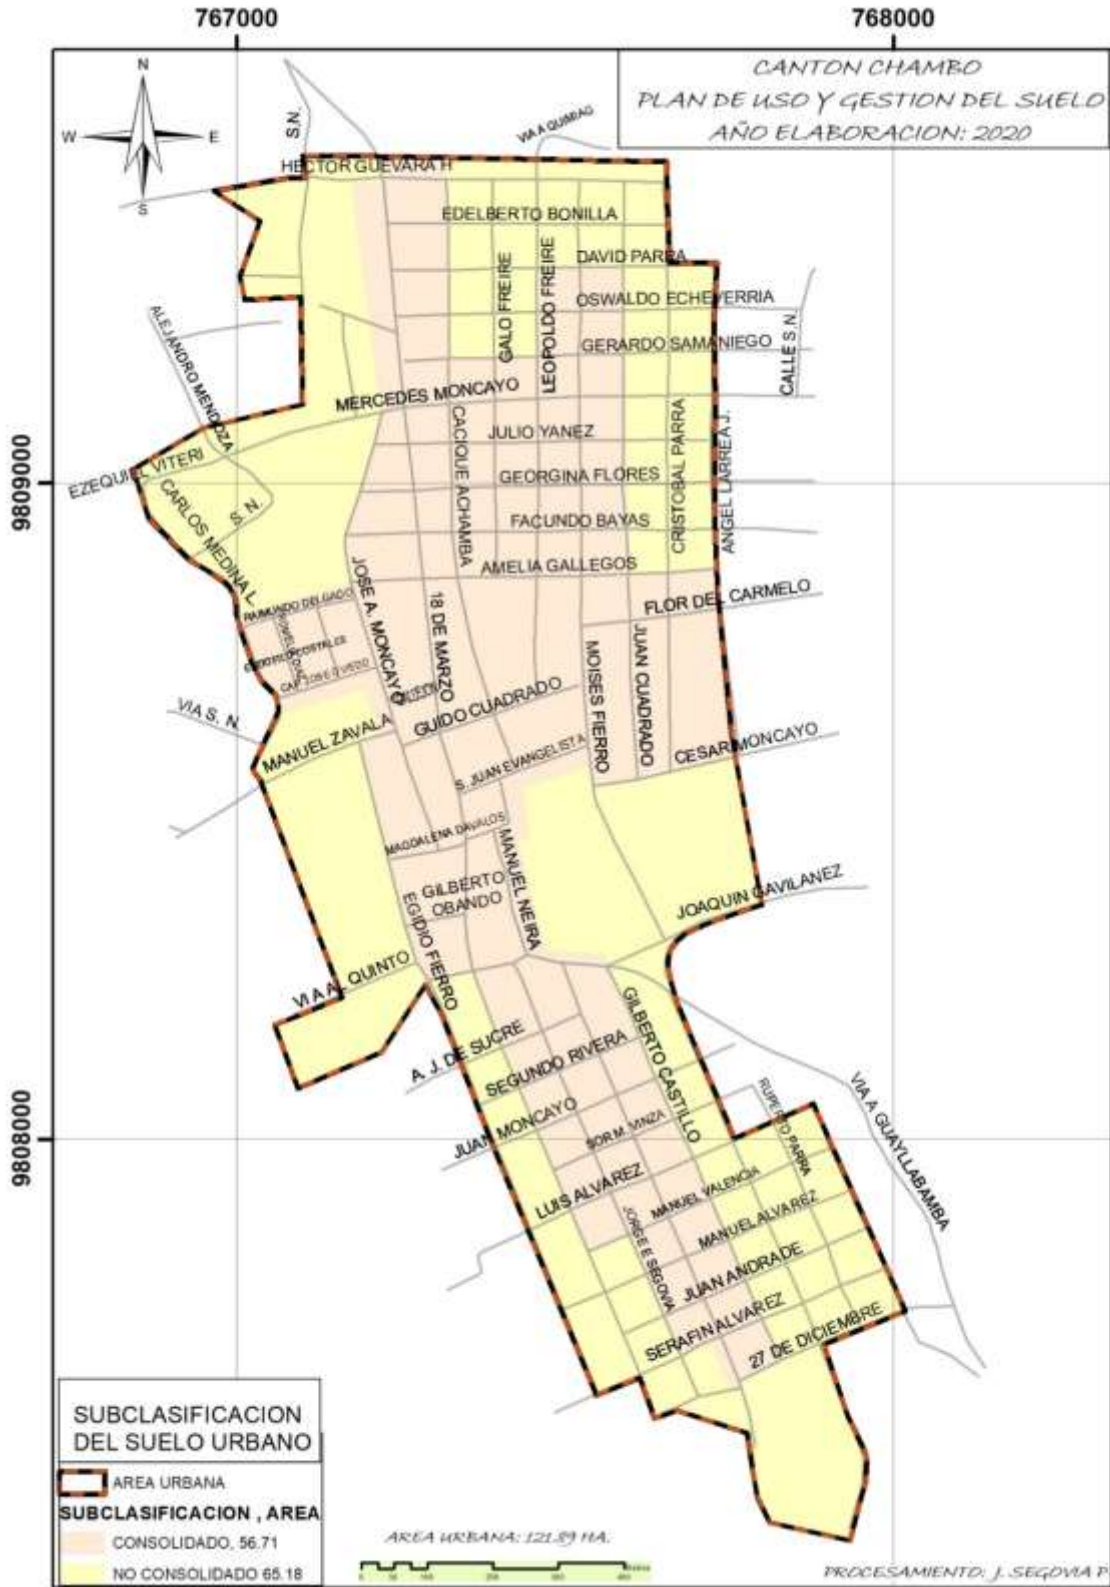 767000
768000
CANTON CHAMBO
PLAN DE USO Y GESTION DEL SUELO
AÑO ELABORACION: 2020
N
W
E
S
S.N.
VIA A QUIMIAG
HECTOR GUEVARA H
EDELBERTO BONILLA
DAVID PARRA
GALO FREIRE
LEOPOLDO FREIRE
OSWALDO ECHEVERRIA
GERARDO SAMANIEGO
CALLE S.N.
ALEJANDRO MENDOZA
MERCEDES MONCAYO
CACIQUE ACHAMBA
JULIO YANEZ
CRISTOBAL PARRA
ANGEL LARREA J.
9809000
EZEQUIEL VITERI
GEORGINA FLORES
CARLOS MEDINA L.
S. N.
FACUNDO BAYAS
AMELIA GALLEGOS
JOSE A. MONCAYO
18 DE MARZO
RAIMUNDO DELGADO
FLOR DEL CARMELO
CAP. JOSE OVIEDO
MOISES FIERRO
JUAN CUADRADO
GUIDO CUADRADO
VIA S. N.
MANUEL ZAVALA
CESAR MONCAYO
S. JUAN EVANGELISTA
MAGDALENA DAVALOS
MANUEL NEIRA
GILBERTO
OBANDO
EGIDIO FIERRO
JOAQUIN GAVILANEZ
VIA A L QUINTO
GILBERTO CASTILLO
A. J. DE SUCRE
SEGUNDO RIVERA
JUAN MONCAYO
SOR M. VINZA
RUPERTO PARRA
VIA A GUAYLLABAMBA
9808000
LUIS ALVAREZ
MANUEL VALENCIA
JORGE E SEGOVIA
MANUEL ALVAREZ
JUAN ANDRADE
SERAFIN ALVAREZ
27 DE DICIEMBRE
SUBCLASIFICACION
DEL SUELO URBANO
AREA URBANA
SUBCLASIFICACION , AREA
CONSOLIDADO, 56.71
NO CONSOLIDADO 65.18
AREA URBANA: 121.89 HA.
PROCESAMIENTO: J. SEGOVIA P